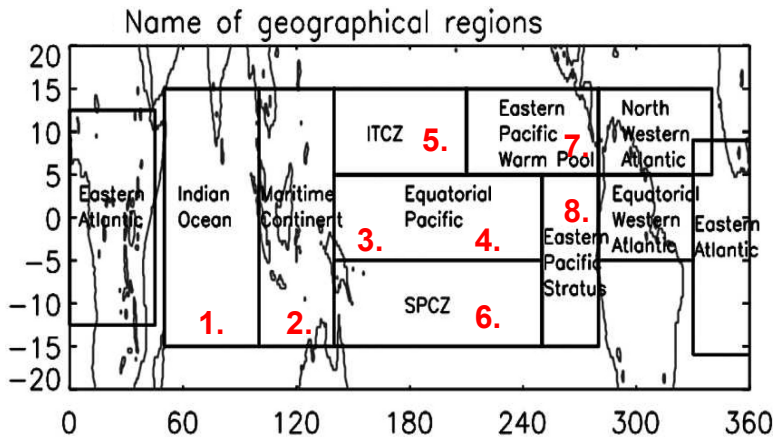 Name of geographical regions
20
15
10
5
0
−5
−10
−15
−20
ITCZ
5.
Eastern
Pacific
Warm Pool
7.
North
Western
Atlantic
Eastern
Atlantic
Indian
Ocean
Maritime
Continent
Equatorial
Pacific
3.
4.
8.
Eastern
Pacific
Stratus
Equatorial
Western
Atlantic
Eastern
Atlantic
1.
2.
SPCZ
6.
0 60 120 180 240 300 360